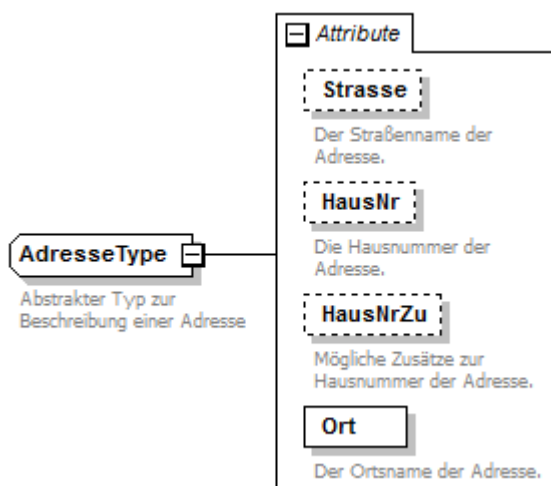 Attribute
Strasse
Der Straßenname der
Adresse.
HausNr
Die Hausnummer der
Adresse.
AdresseType
Abstrakter Typ zur
Beschreibung einer Adresse
HausNrZu
Mögliche Zusätze zur
Hausnummer der Adresse.
Ort
Der Ortsname der Adresse.